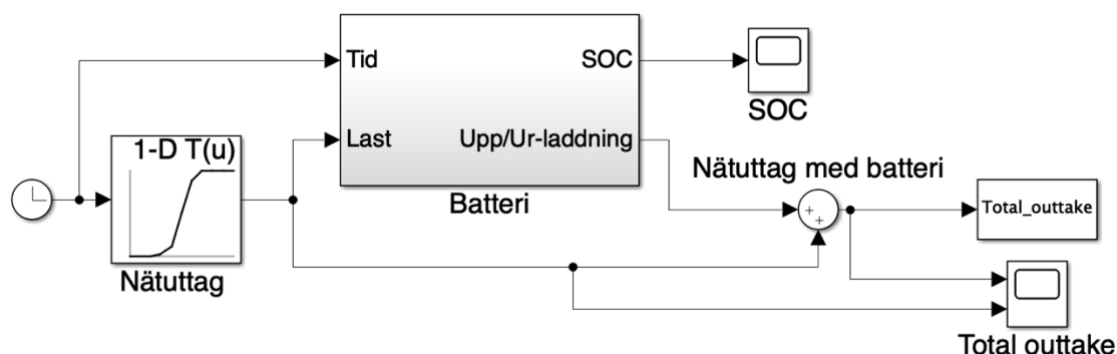 Tid
SOC
Last
Upp/Ur-laddning
Batteri
SOC
1-D T(u)
Nätuttag
Nätuttag med batteri
++
Total_outtake
Total outtake